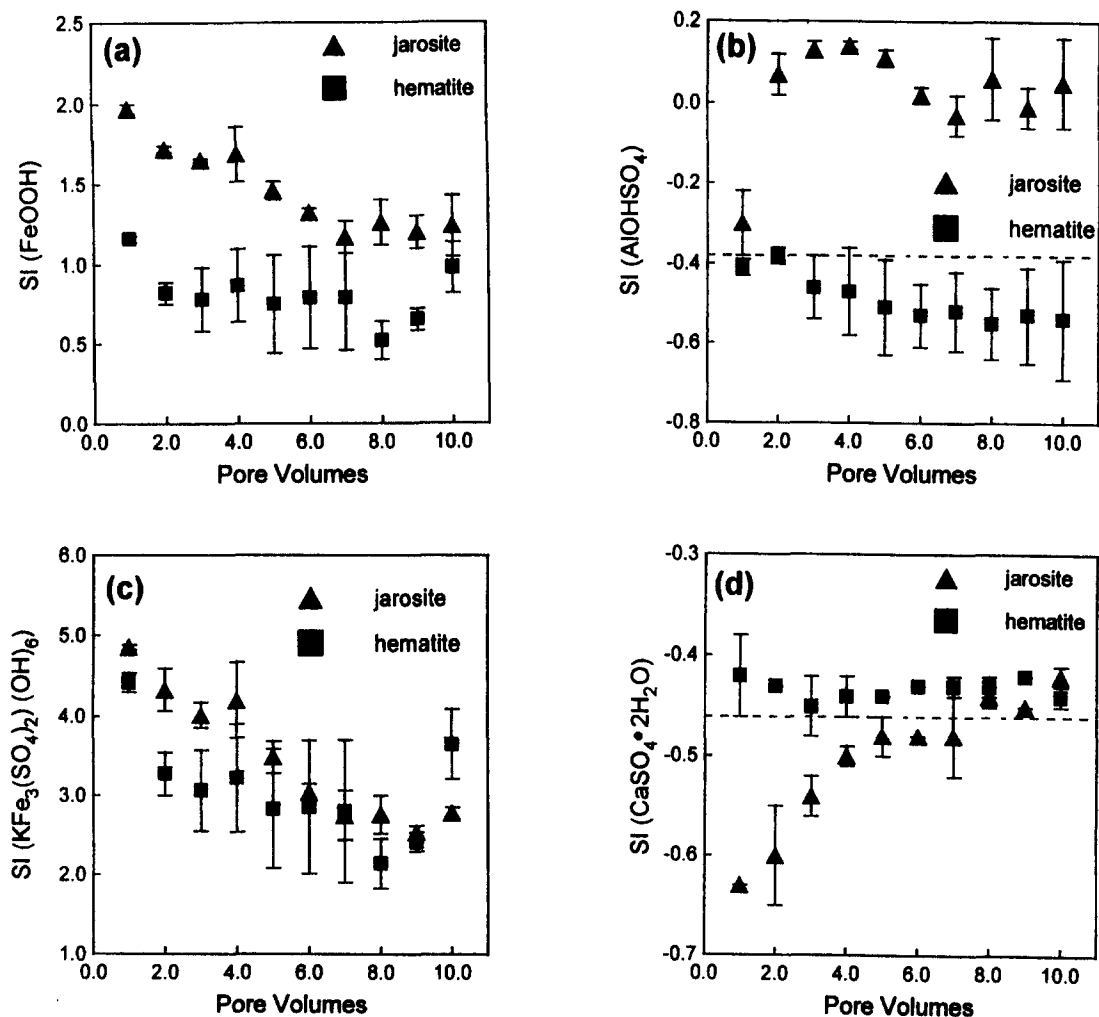 (a)
jarosite
hematite
2.5
2.0
1.5
1.0
0.5
0.0
SI (FeOOH)
0.0 2.0 4.0 6.0 8.0 10.0
Pore Volumes
(b)
jarosite
hematite
0.2
0.0
-0.2
-0.4
-0.6
-0.8
SI (AlOHSO₄)
0.0 2.0 4.0 6.0 8.0 10.0
Pore Volumes
(c)
jarosite
hematite
6.0
5.0
4.0
3.0
2.0
1.0
SI (KFe₃(SO₄)₂) (OH)₆)
0.0 2.0 4.0 6.0 8.0 10.0
Pore Volumes
(d)
jarosite
hematite
-0.3
-0.4
-0.5
-0.6
-0.7
SI (CaSO₄•2H₂O)
0.0 2.0 4.0 6.0 8.0 10.0
Pore Volumes